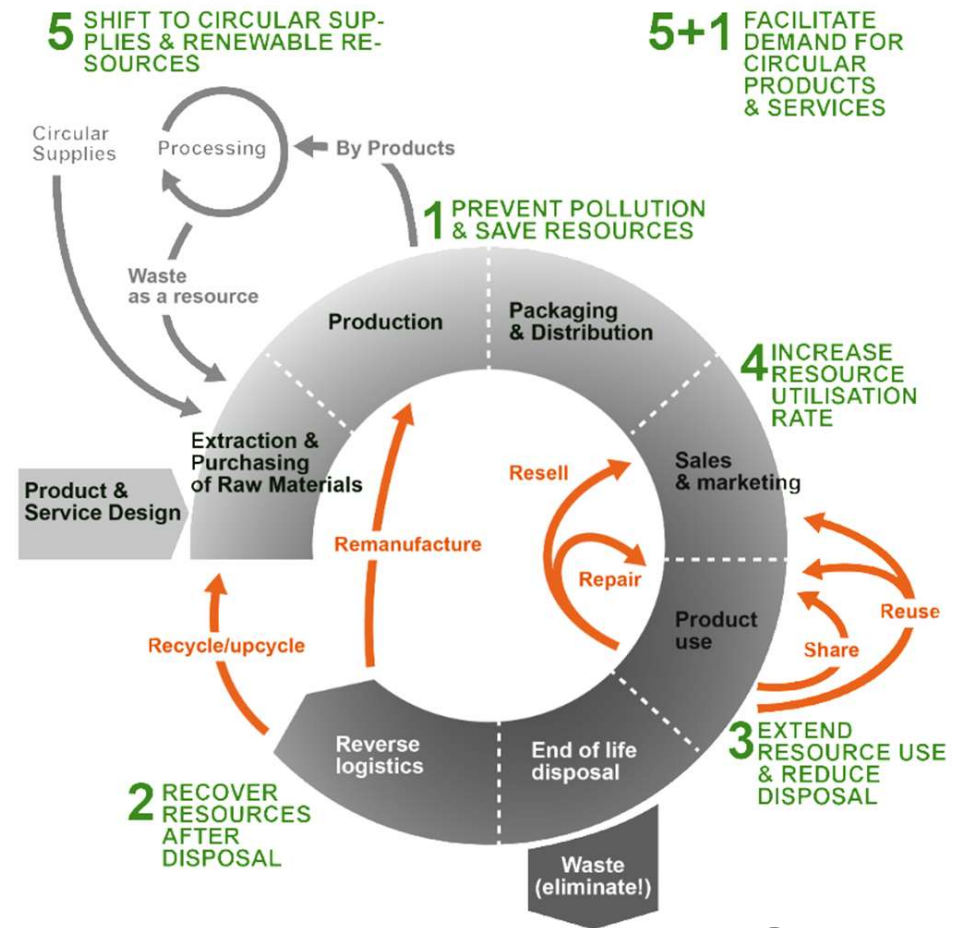 5 SHIFT TO CIRCULAR SUP-
PLIES & RENEWABLE RE-
SOURCES
5+1 FACILITATE
DEMAND FOR
CIRCULAR
PRODUCTS
& SERVICES
Circular
Supplies
Processing
By Products
1 PREVENT POLLUTION
& SAVE RESOURCES
Waste
as a resource
Production
Packaging
& Distribution
4 INCREASE
RESOURCE
UTILISATION
RATE
Extraction &
Purchasing
of Raw Materials
Product &
Service Design
Resell
Sales
& marketing
Remanufacture
Repair
Product
use
Reuse
Share
Recycle/upcycle
Reverse
logistics
End of life
disposal
3 EXTEND
RESOURCE USE
& REDUCE
DISPOSAL
2 RECOVER
RESOURCES
AFTER
DISPOSAL
Waste
(eliminate!)